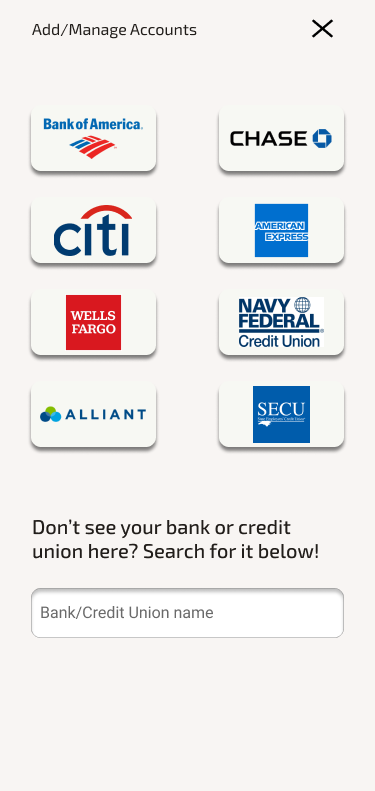 Add/Manage Accounts
Bank of America
CHASE
citi
AMERICAN
EXPRESS
WELLS
FARGO
NAVY
FEDERAL
Credit Union
ALLIANT
SECU
State Employees' Credit Union
Don't see your bank or credit
union here? Search for it below!
Bank/Credit Union name